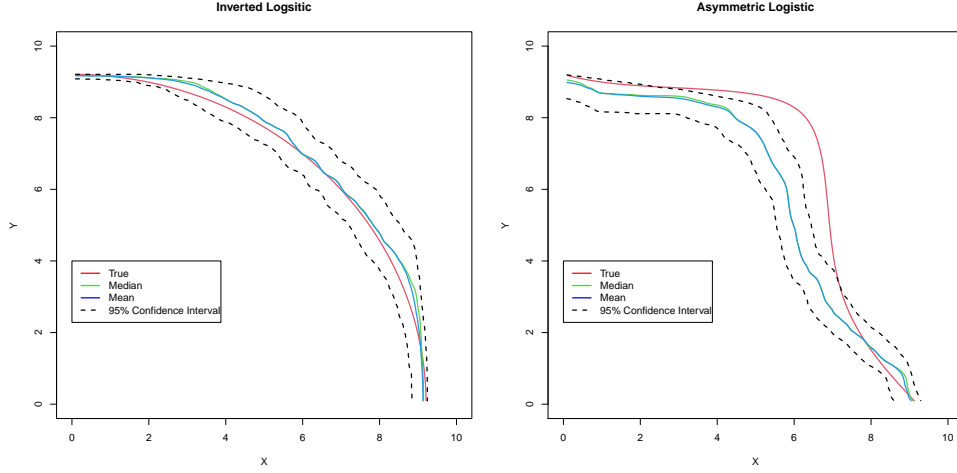 Inverted Logsitic
Y
10
8
6
4
2
0
True
Median
Mean
95% Confidence Interval
0 2 4 6 8 10
X
Asymmetric Logistic
Y
10
8
6
4
2
0
True
Median
Mean
95% Confidence Interval
0 2 4 6 8 10
X